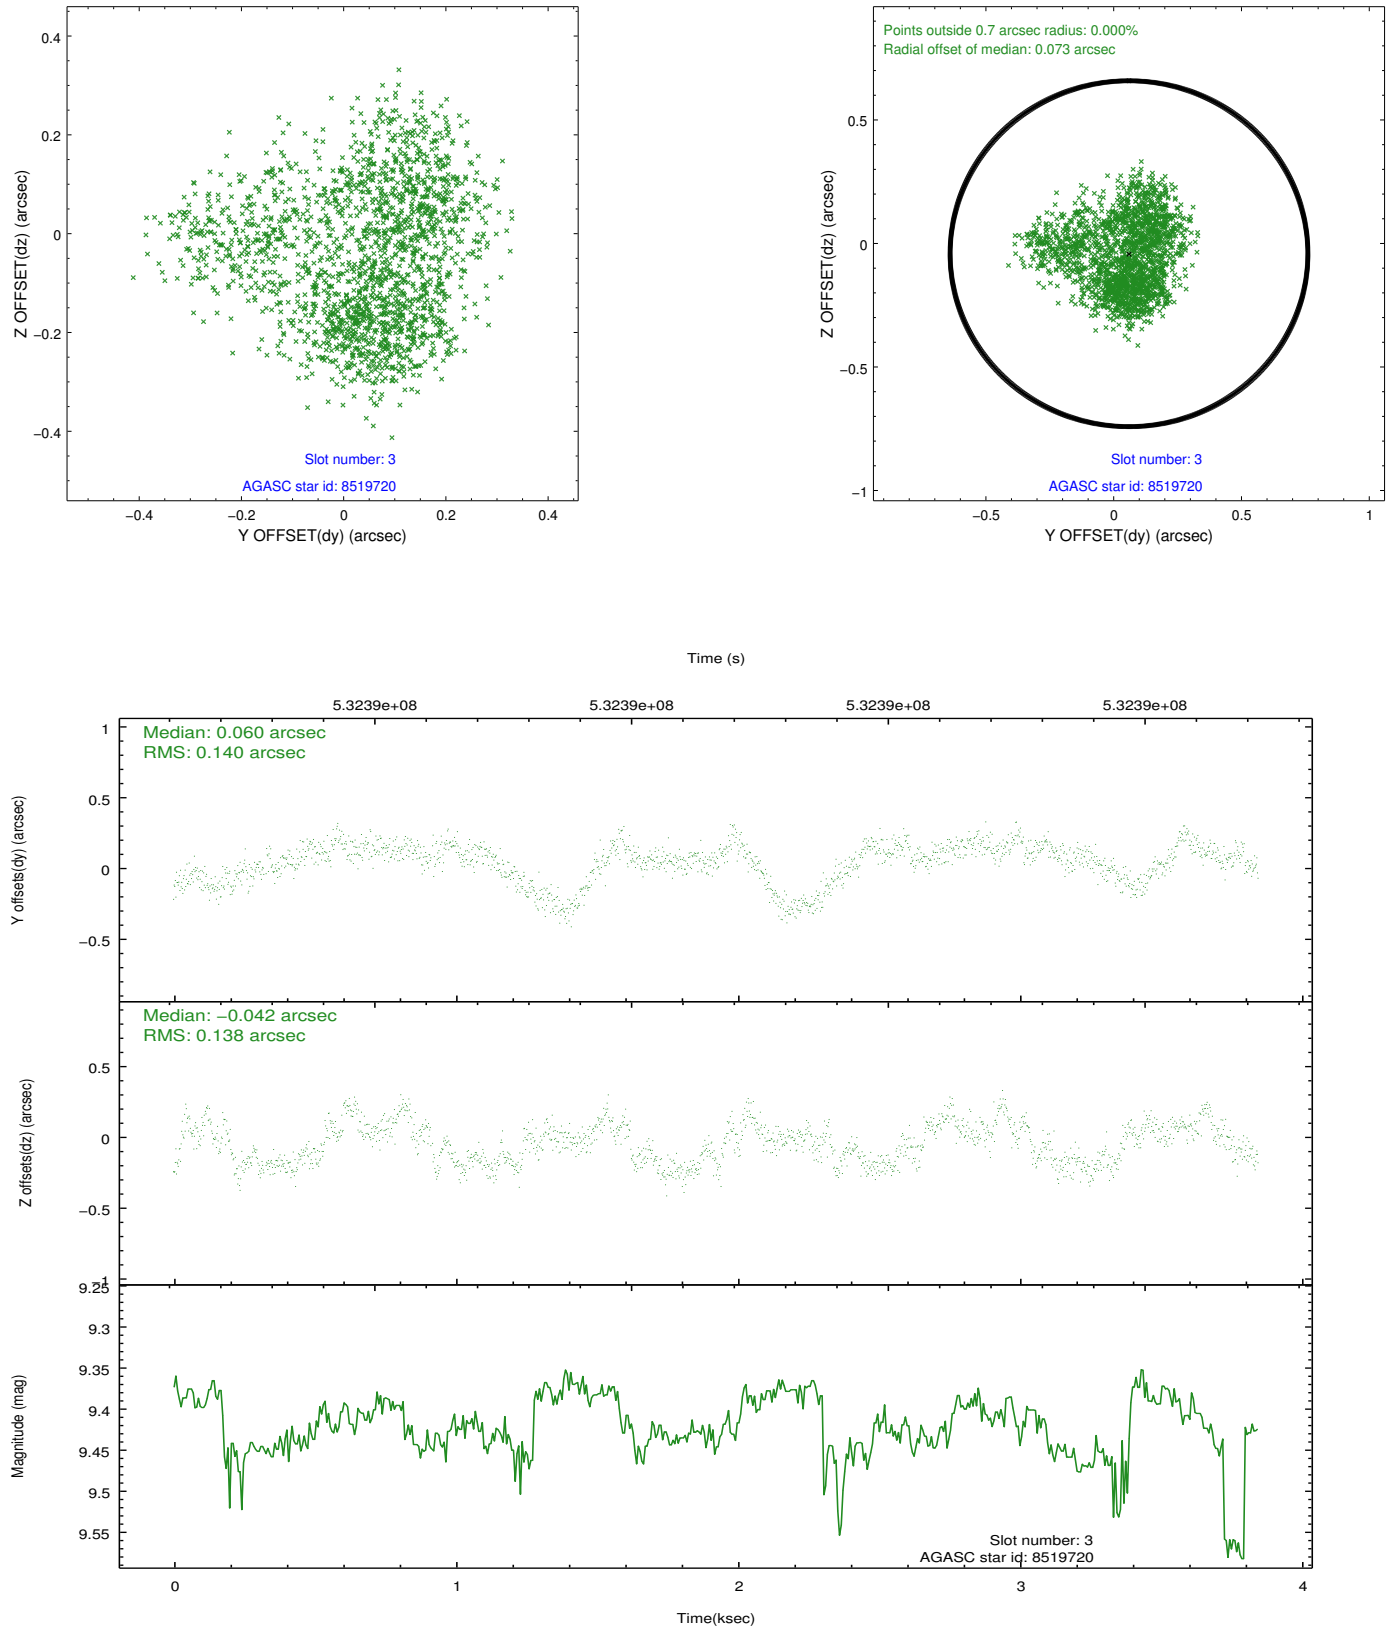 0.4
0.2
0
−0.2
−0.4
Z OFFSET(dz) (arcsec)
Slot number: 3
AGASC star id: 8519720
−0.4 −0.2 0 0.2 0.4
Y OFFSET(dy) (arcsec)
Points outside 0.7 arcsec radius: 0.000%
Radial offset of median: 0.073 arcsec
0.5
0
−0.5
−1
Z OFFSET(dz) (arcsec)
Slot number: 3
AGASC star id: 8519720
−0.5 0 0.5 1
Y OFFSET(dy) (arcsec)
Time (s)
5.3239e+08 5.3239e+08 5.3239e+08 5.3239e+08
Median: 0.060 arcsec
RMS: 0.140 arcsec
1
0.5
0
−0.5
Y offsets(dy) (arcsec)
Median: −0.042 arcsec
RMS: 0.138 arcsec
0.5
0
−0.5
−1
Z offsets(dz) (arcsec)
9.25
9.3
9.35
9.4
9.45
9.5
9.55
Magnitude (mag)
Slot number: 3
AGASC star id: 8519720
0 1 2 3 4
Time(ksec)